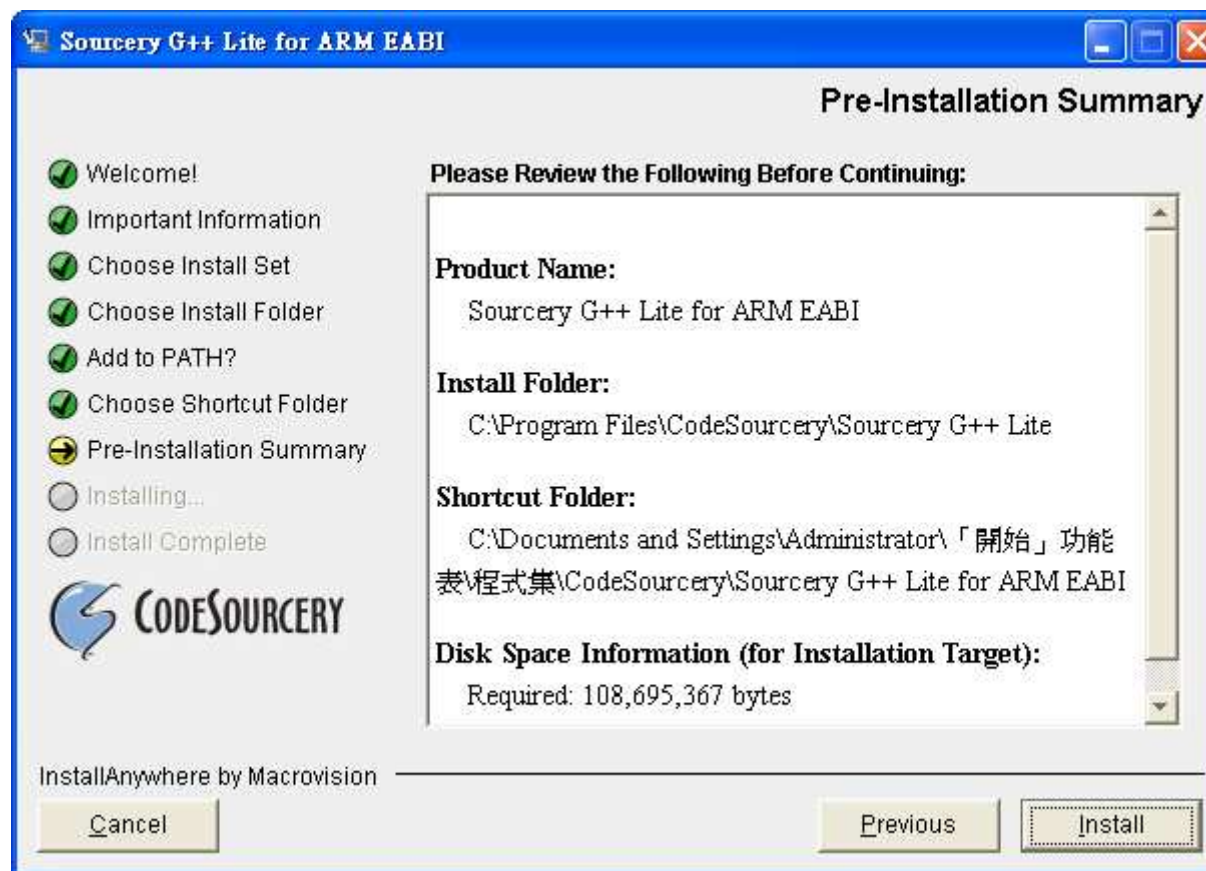 Sourcery G++ Lite for ARM EABI
Pre-Installation Summary
Welcome!
Important Information
Choose Install Set
Choose Install Folder
Add to PATH?
Choose Shortcut Folder
Pre-Installation Summary
Installing...
Install Complete
CODESOURCERY
Please Review the Following Before Continuing:
Product Name:
Sourcery G++ Lite for ARM EABI
Install Folder:
C:\Program Files\CodeSourcery\Sourcery G++ Lite
Shortcut Folder:
C:\Documents and Settings\Administrator\「開始」功能
表\程式集\CodeSourcery\Sourcery G++ Lite for ARM EABI
Disk Space Information (for Installation Target):
Required: 108,695,367 bytes
InstallAnywhere by Macrovision
Cancel
Previous
Install